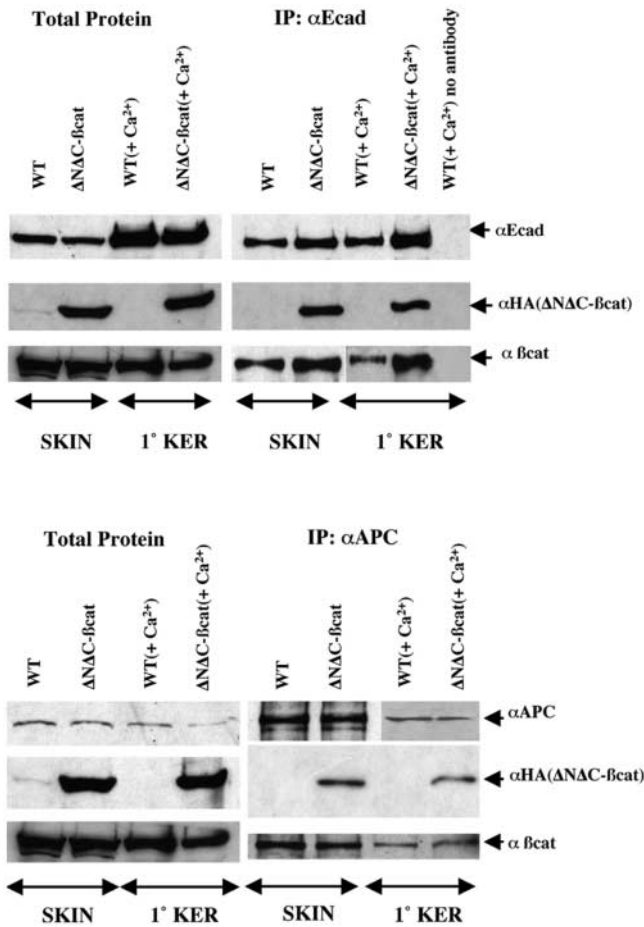 Total Protein
IP: αEcad
WT
ΔNΔC-ßcat
WT(+ Ca²⁺)
ΔNΔC-ßcat(+ Ca²⁺)
WT
ΔNΔC-ßcat
WT(+ Ca²⁺)
ΔNΔC-ßcat(+ Ca²⁺)
WT(+ Ca²⁺) no antibody
αEcad
αHA(ΔNΔC-ßcat)
α ßcat
SKIN
1˚ KER
SKIN
1˚ KER
Total Protein
IP: αAPC
WT
ΔNΔC-ßcat
WT(+ Ca²⁺)
ΔNΔC-ßcat(+ Ca²⁺)
WT
ΔNΔC-ßcat
WT(+ Ca²⁺)
ΔNΔC-ßcat(+ Ca²⁺)
αAPC
αHA(ΔNΔC-ßcat)
α ßcat
SKIN
1˚ KER
SKIN
1˚ KER